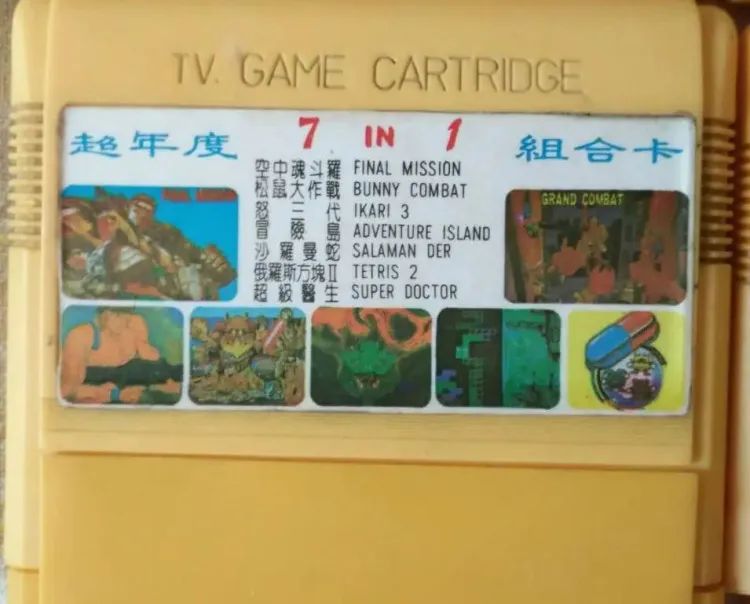 TV. GAME CARTRIDGE
超年度
7 IN 1
組合卡
空中魂斗羅 FINAL MISSION
松鼠大作戰 BUNNY COMBAT
怒三代 IKARI 3
冒險島 ADVENTURE ISLAND
沙羅曼蛇 SALAMAN DER
俄羅斯方塊II TETRIS 2
超級醫生 SUPER DOCTOR
FINAL MISSION
GRAND COMBAT